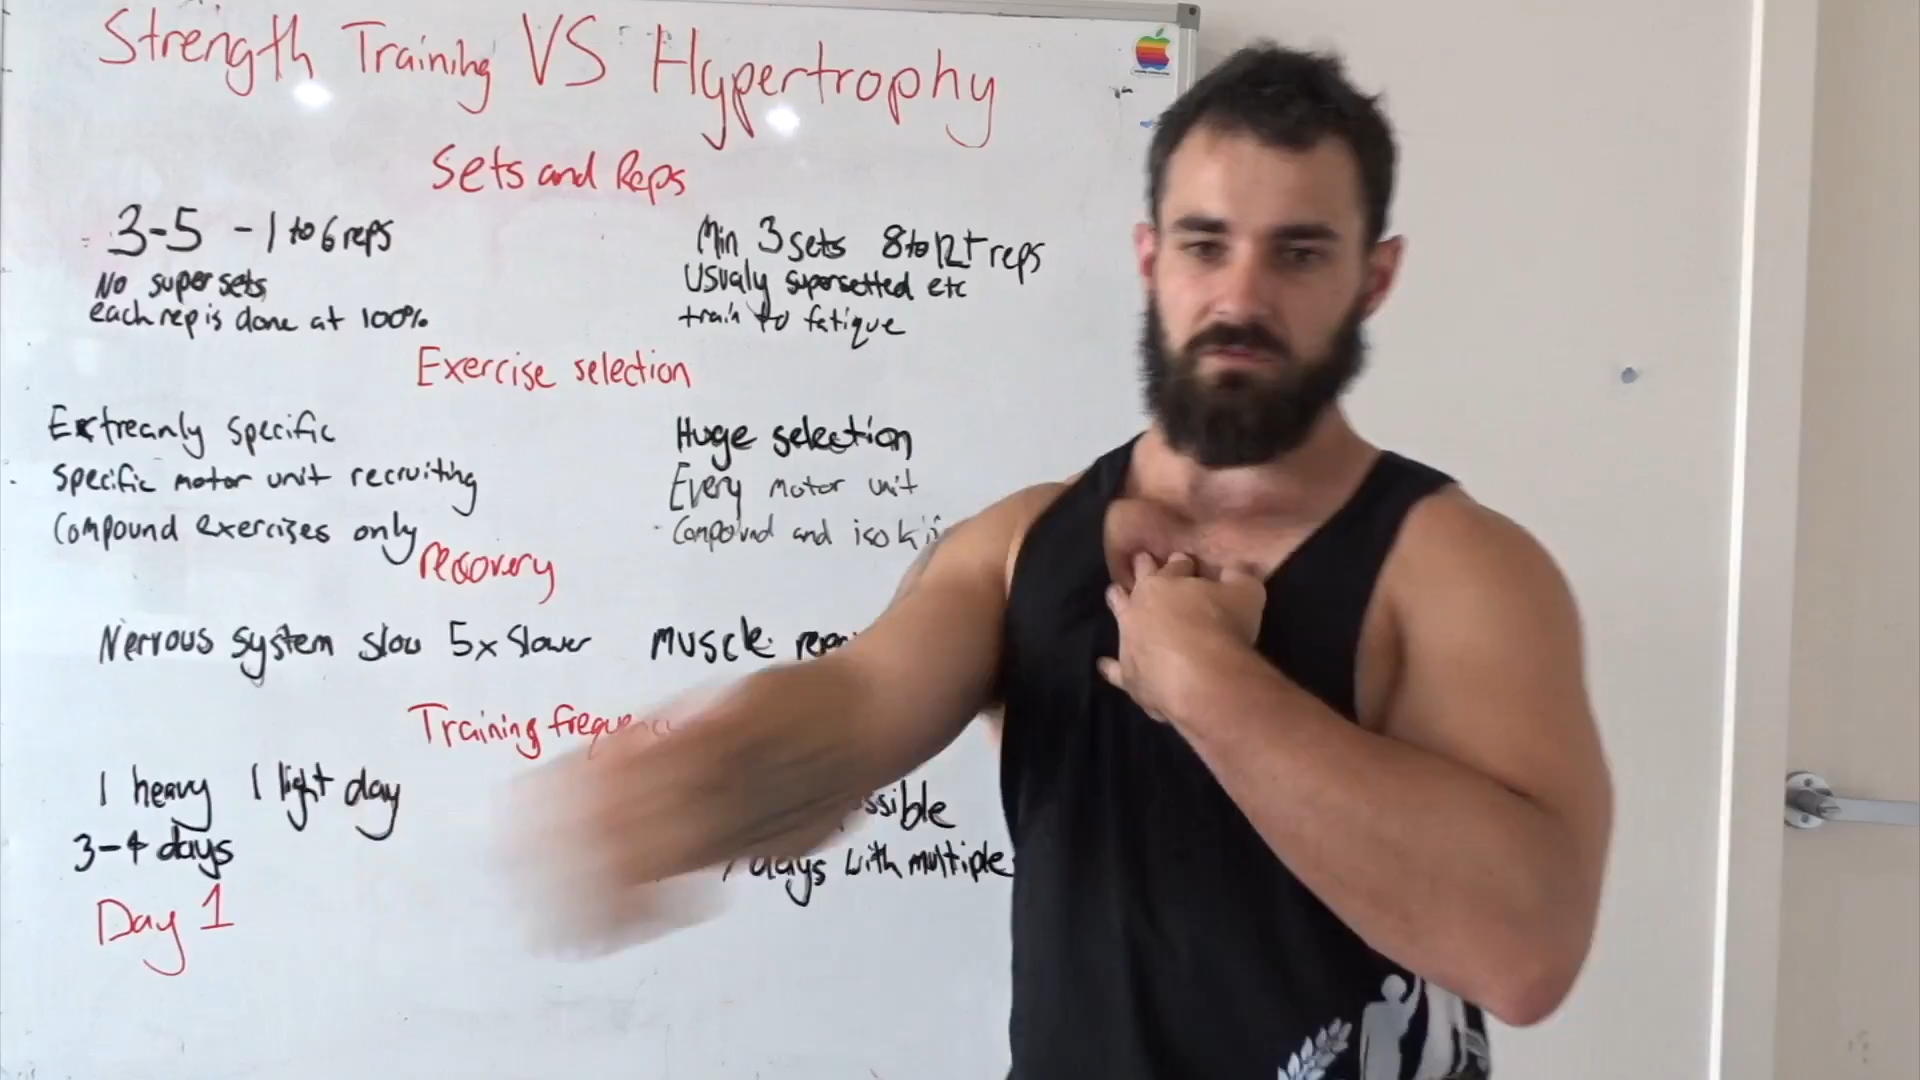 Strength Training VS Hypertrophy
Sets and Reps
3-5 - 1 to 6 reps
No super sets
each rep is done at 100%
Min 3 sets 8 to 12+ reps
Usualy supersetted etc
train to fatique
Exercise selection
Extreanly specific
specific motor unit recruiting
Compound exercises only
Huge selection
Every motor unit
Compound and
recovery
Nervous system slow 5x slower
muscle
Training
1 heavy 1 light day
3-4 days
days with multiple
Day 1